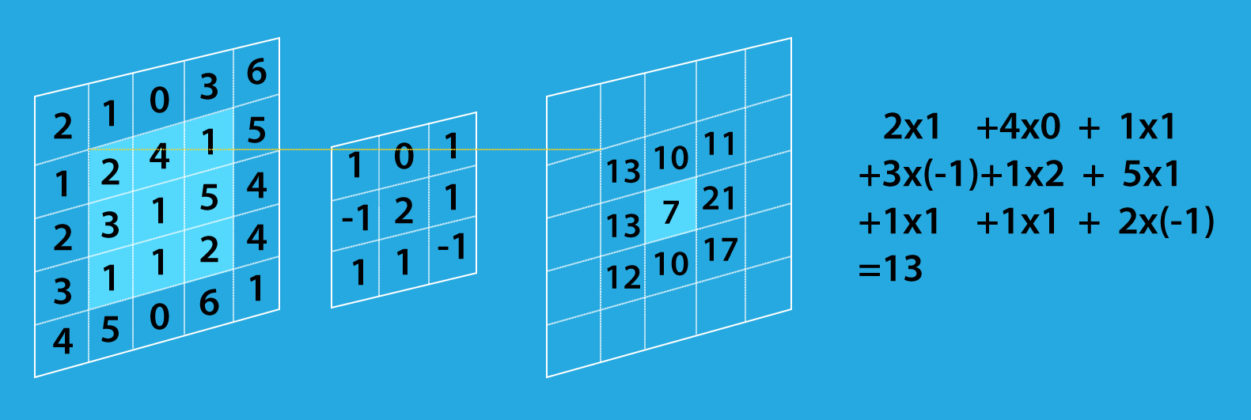 2 1 0 3 6
1 2 4 1 5
2 3 1 5 4
3 1 1 2 4
4 5 0 6 1
1 0 1
-1 2 1
1 1 -1
13 10 11
13 7 21
12 10 17
2x1 +4x0 + 1x1
+3x(-1)+1x2 + 5x1
+1x1 +1x1 + 2x(-1)
=13